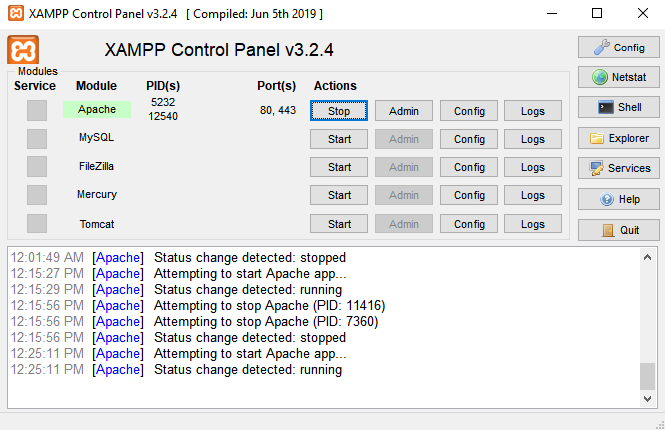 XAMPP Control Panel v3.2.4 [ Compiled: Jun 5th 2019 ]
XAMPP Control Panel v3.2.4
Config
Modules
Service Module PID(s) Port(s) Actions
Netstat
Apache 5232 12540 80, 443 Stop Admin Config Logs
Shell
MySQL Start Admin Config Logs
Explorer
FileZilla Start Admin Config Logs
Services
Mercury Start Admin Config Logs
Help
Tomcat Start Admin Config Logs
Quit
12:01:49 AM [Apache] Status change detected: stopped
12:15:27 PM [Apache] Attempting to start Apache app...
12:15:29 PM [Apache] Status change detected: running
12:15:56 PM [Apache] Attempting to stop Apache (PID: 11416)
12:15:56 PM [Apache] Attempting to stop Apache (PID: 7360)
12:15:56 PM [Apache] Status change detected: stopped
12:25:11 PM [Apache] Attempting to start Apache app...
12:25:11 PM [Apache] Status change detected: running